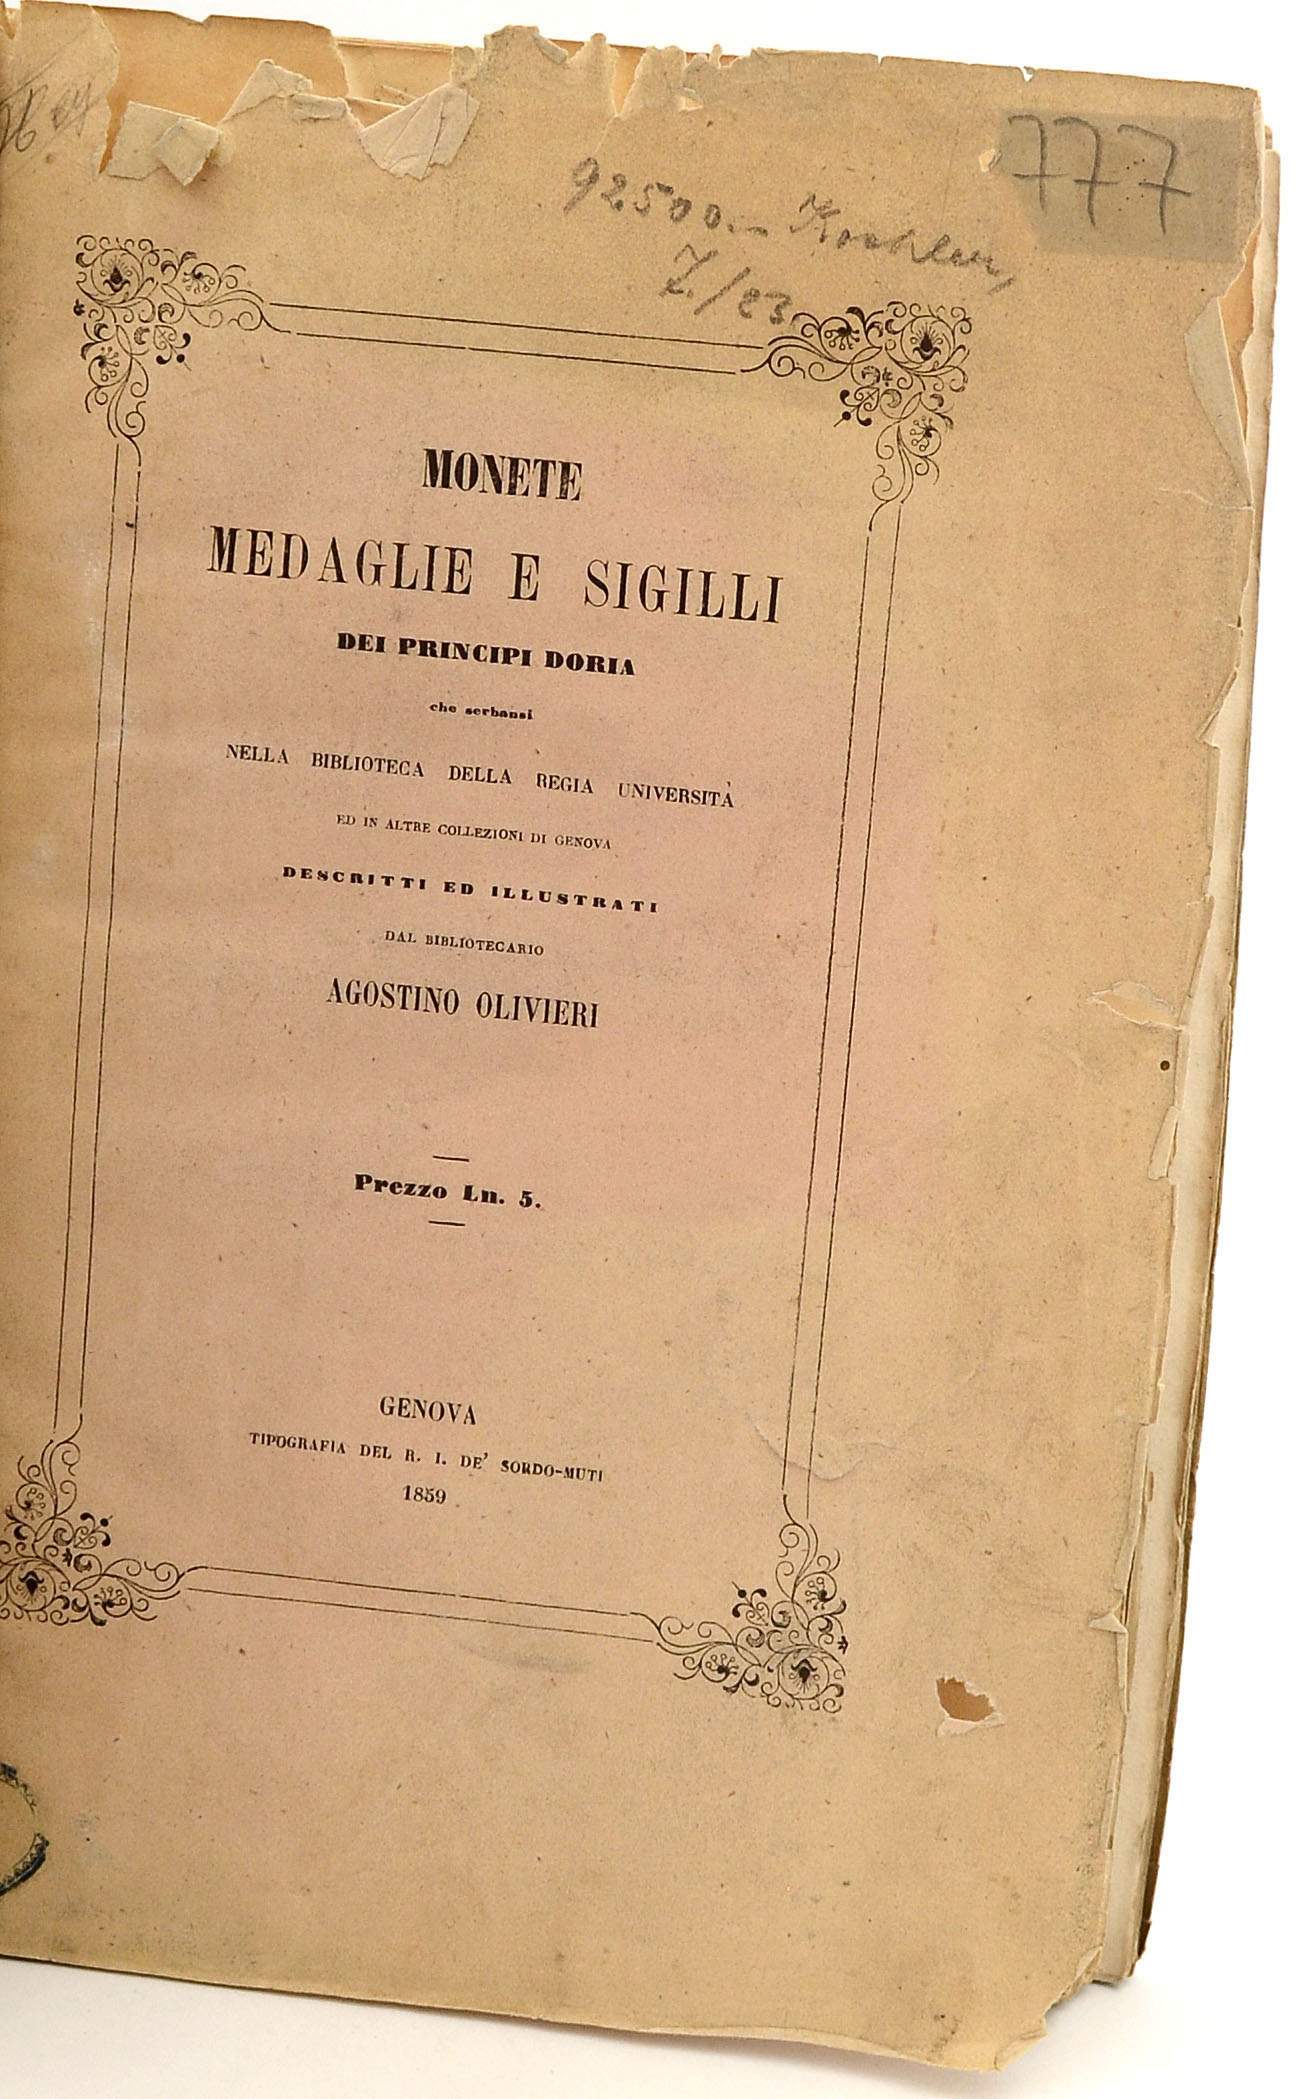 777
92500.- Koehler,
7./23
MONETE
MEDAGLIE E SIGILLI
DEI PRINCIPI DORIA
che serbansi
NELLA BIBLIOTECA DELLA REGIA UNIVERSITÀ
ED IN ALTRE COLLEZIONI DI GENOVA
DESCRITTI ED ILLUSTRATI
DAL BIBLIOTECARIO
AGOSTINO OLIVIERI
Prezzo Ln. 5.
GENOVA
TIPOGRAFIA DEL R. I. DE' SORDO-MUTI
1859